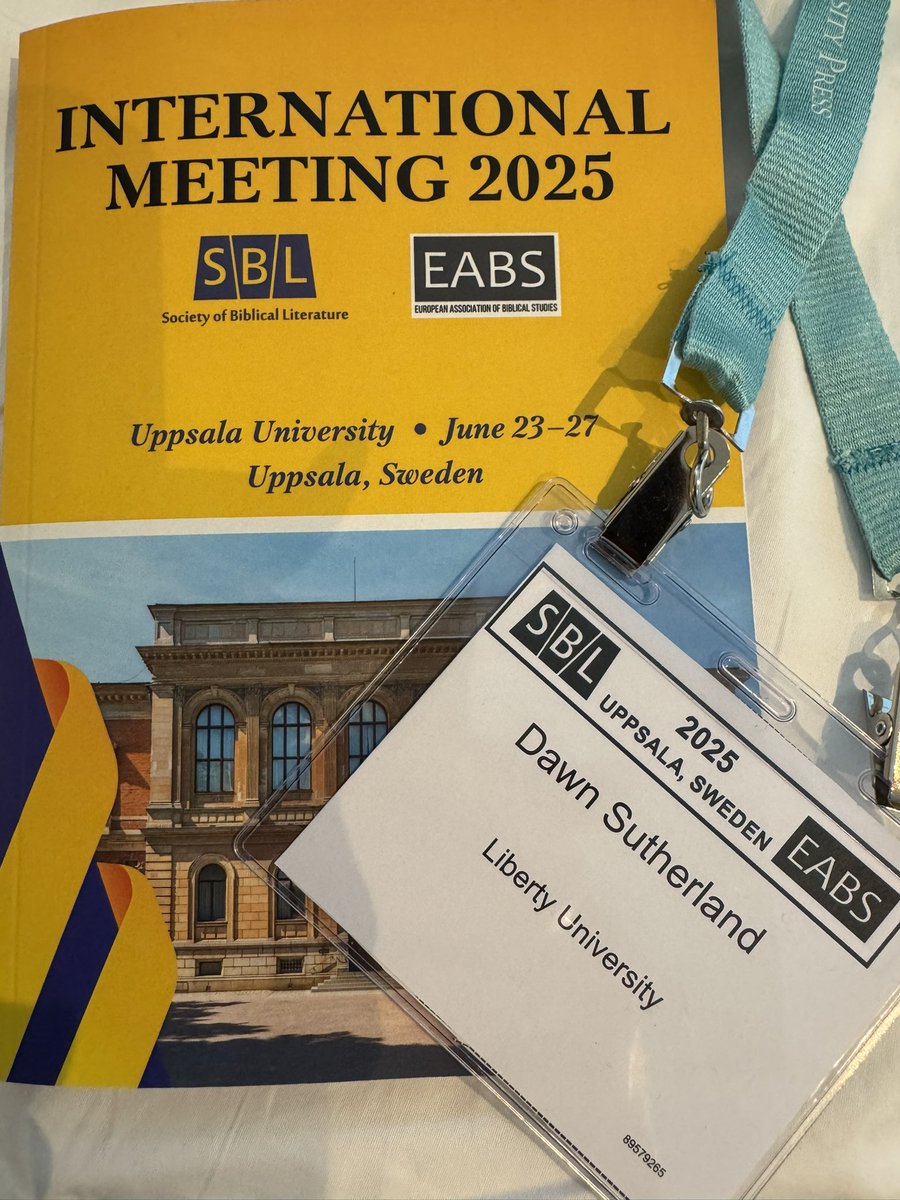 INTERNATIONAL
MEETING 2025
SBL
Society of Biblical Literature
EABS
EUROPEAN ASSOCIATION OF BIBLICAL STUDIES
Uppsala University • June 23–27
Uppsala, Sweden
PRESS
SBL
2025
UPPSALA, SWEDEN
EABS
Dawn Sutherland
Liberty University
89579265